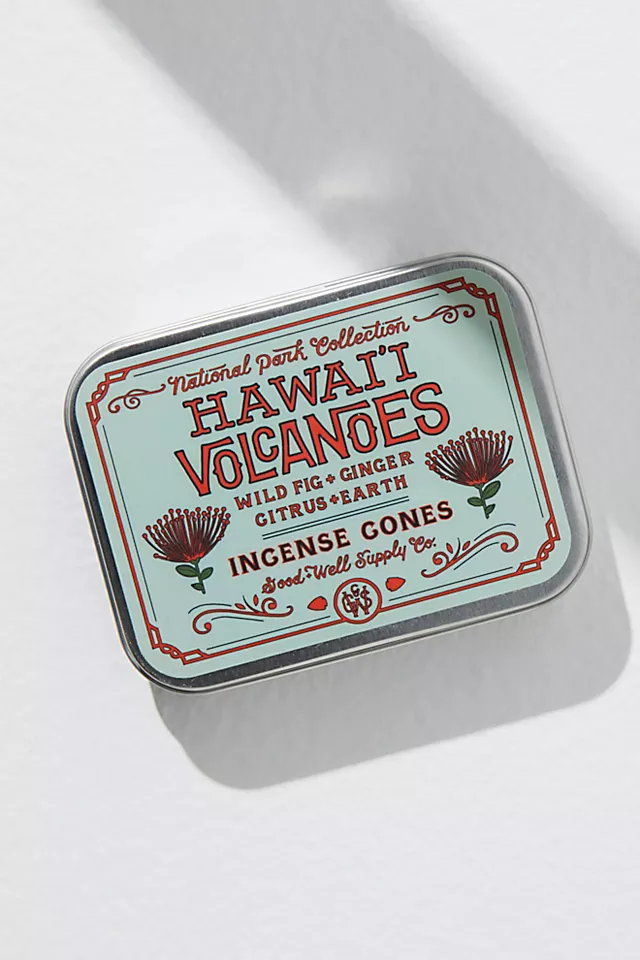 National Park Collection
HAWAI'I
VOLCANOES
WILD FIG + GINGER
CITRUS + EARTH
INCENSE CONES
Good & Well Supply Co.